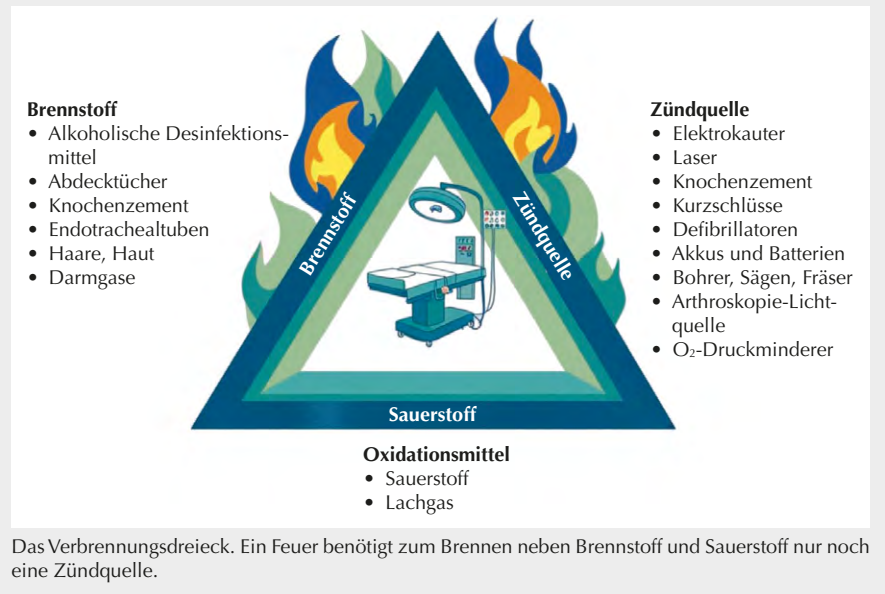 Brennstoff
• Alkoholische Desinfektions-
mittel
• Abdecktücher
• Knochenzement
• Endotrachealtuben
• Haare, Haut
• Darmgase
Brennstoff
Zündquelle
Sauerstoff
Zündquelle
• Elektrokauter
• Laser
• Knochenzement
• Kurzschlüsse
• Defibrillatoren
• Akkus und Batterien
• Bohrer, Sägen, Fräser
• Arthroskopie-Licht-
quelle
• O₂-Druckminderer
Oxidationsmittel
• Sauerstoff
• Lachgas
Das Verbrennungsdreieck. Ein Feuer benötigt zum Brennen neben Brennstoff und Sauerstoff nur noch
eine Zündquelle.